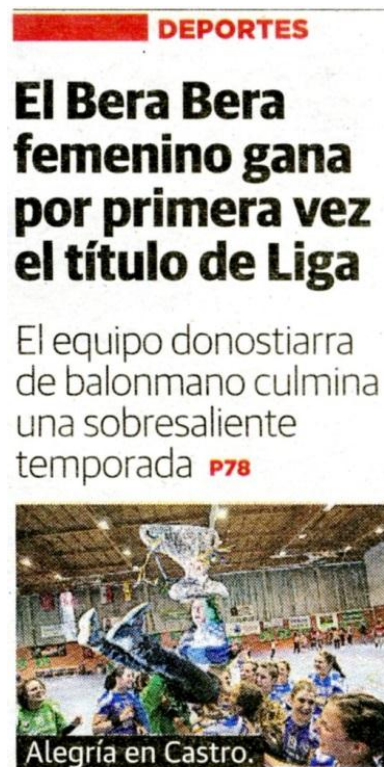 DEPORTES
El Bera Bera
femenino gana
por primera vez
el título de Liga
El equipo donostiarra
de balonmano culmina
una sobresaliente
temporada P78
Alegría en Castro.